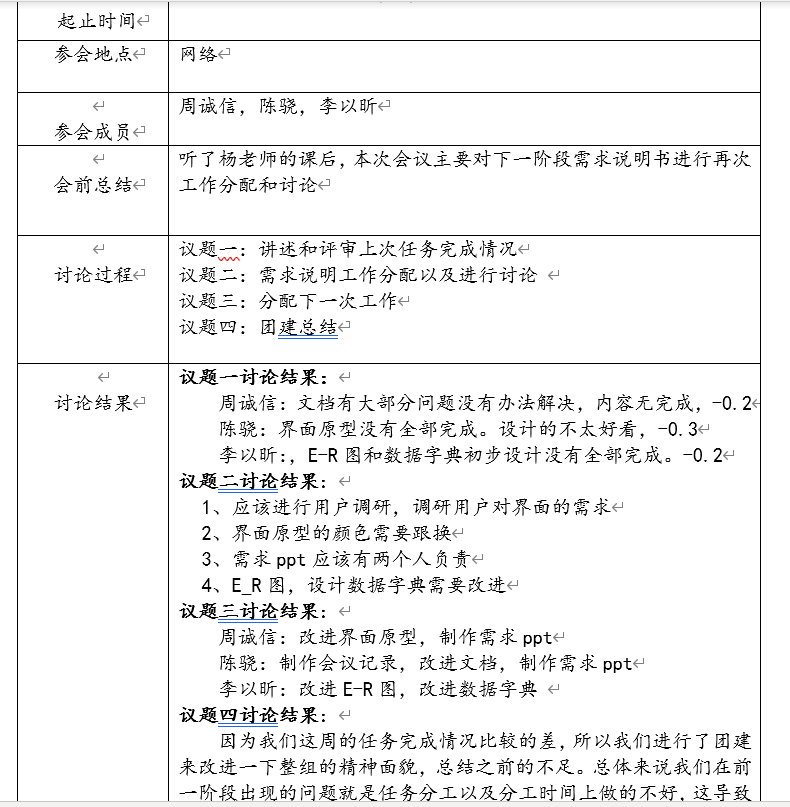 起止时间
参会地点 网络
参会成员 周诚信，陈骁，李以昕
会前总结 听了杨老师的课后，本次会议主要对下一阶段需求说明书进行再次
工作分配和讨论
讨论过程 议题一：讲述和评审上次任务完成情况
议题二：需求说明工作分配以及进行讨论
议题三：分配下一次工作
议题四：团建总结
讨论结果 议题一讨论结果：
周诚信：文档有大部分问题没有办法解决，内容无完成，-0.2
陈骁：界面原型没有全部完成。设计的不太好看，-0.3
李以昕:，E-R 图和数据字典初步设计没有全部完成。-0.2
议题二讨论结果：
1、应该进行用户调研，调研用户对界面的需求
2、界面原型的颜色需要跟换
3、需求 ppt 应该有两个人负责
4、E_R 图，设计数据字典需要改进
议题三讨论结果：
周诚信：改进界面原型，制作需求 ppt
陈骁：制作会议记录，改进文档，制作需求 ppt
李以昕：改进 E-R 图，改进数据字典
议题四讨论结果：
因为我们这周的任务完成情况比较的差，所以我们进行了团建
来改进一下整组的精神面貌，总结之前的不足。总体来说我们在前
一阶段出现的问题就是任务分工以及分工时间上做的不好，这导致